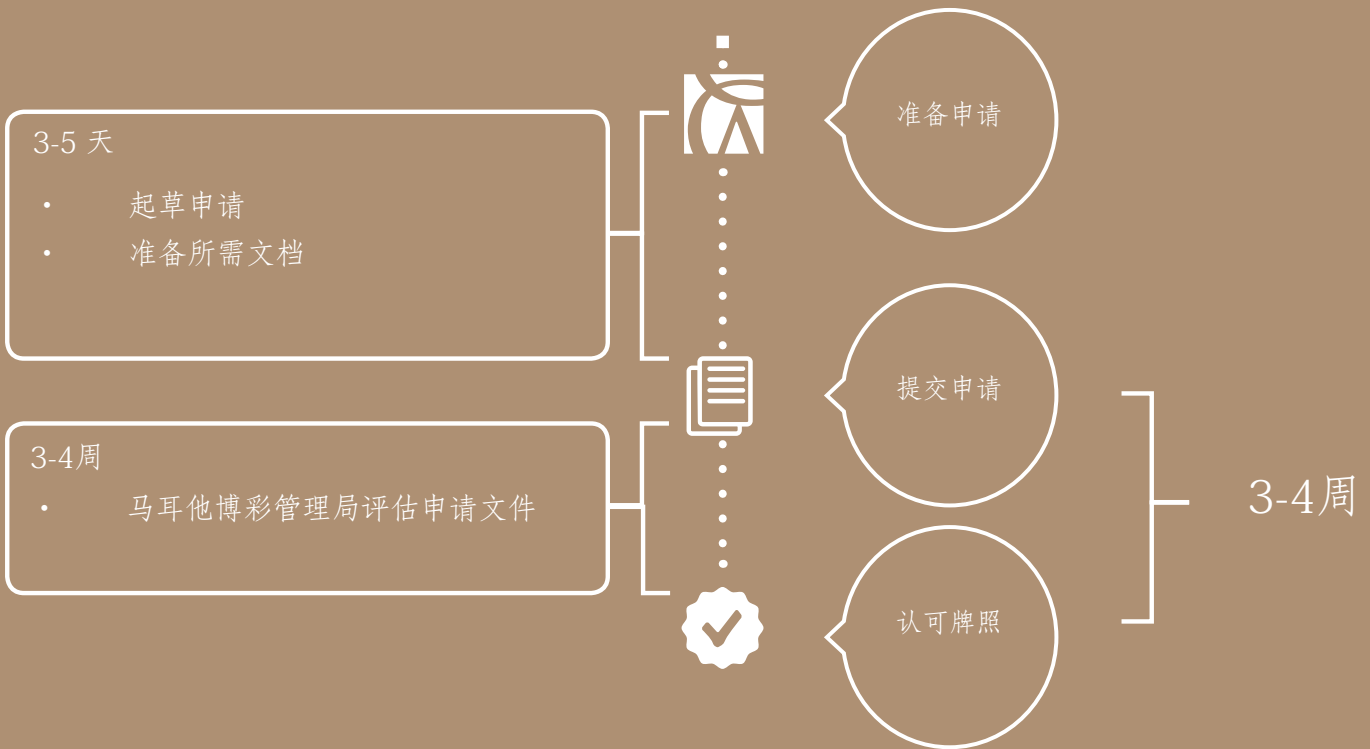 准备申请
3-5 天
• 起草申请
• 准备所需文档
提交申请
3-4周
• 马耳他博彩管理局评估申请文件
3-4周
认可牌照